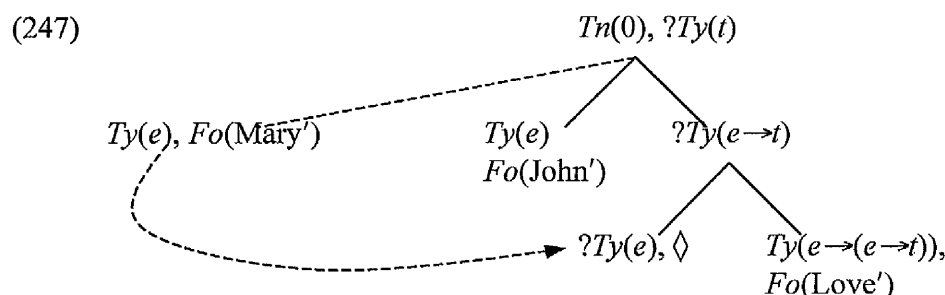 (247)
Tn(0), ?Ty(t)
Ty(e), Fo(Mary′)
Ty(e)
?Ty(e→t)
Fo(John′)
?Ty(e), ◊
Ty(e→(e→t)),
Fo(Love′)